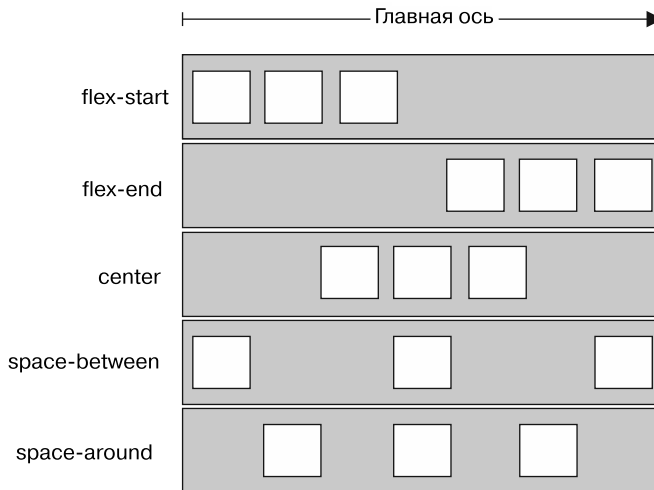 Главная ось
flex-start
flex-end
center
space-between
space-around